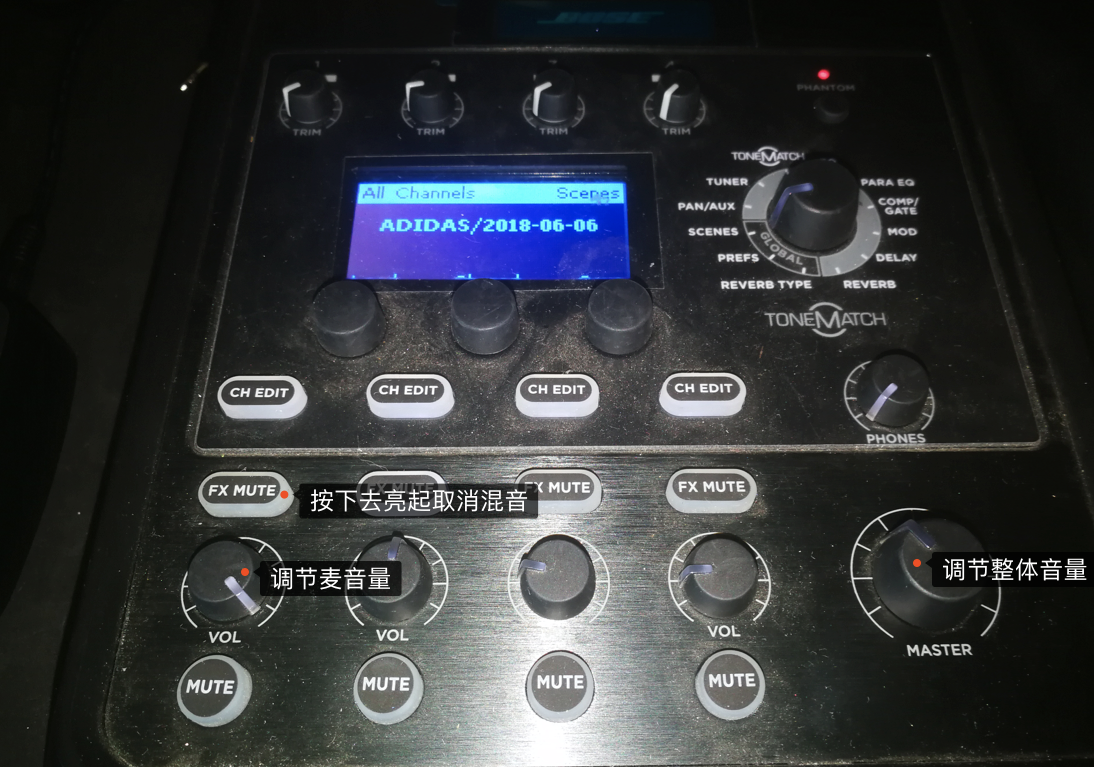 BOSE
TRIM TRIM TRIM TRIM
PHANTOM
All Channels Scenes
ADIDAS/2018-06-06
TONEMATCH
TUNER
PAN/AUX
SCENES
PREFS
REVERB TYPE
PARA EQ
COMP/
GATE
MOD
DELAY
REVERB
GLOBAL
TONEMATCH
CH EDIT CH EDIT CH EDIT CH EDIT
PHONES
FX MUTE FX MUTE FX MUTE FX MUTE
按下去亮起取消混音
调节麦音量
调节整体音量
VOL VOL VOL
MASTER
MUTE MUTE MUTE MUTE